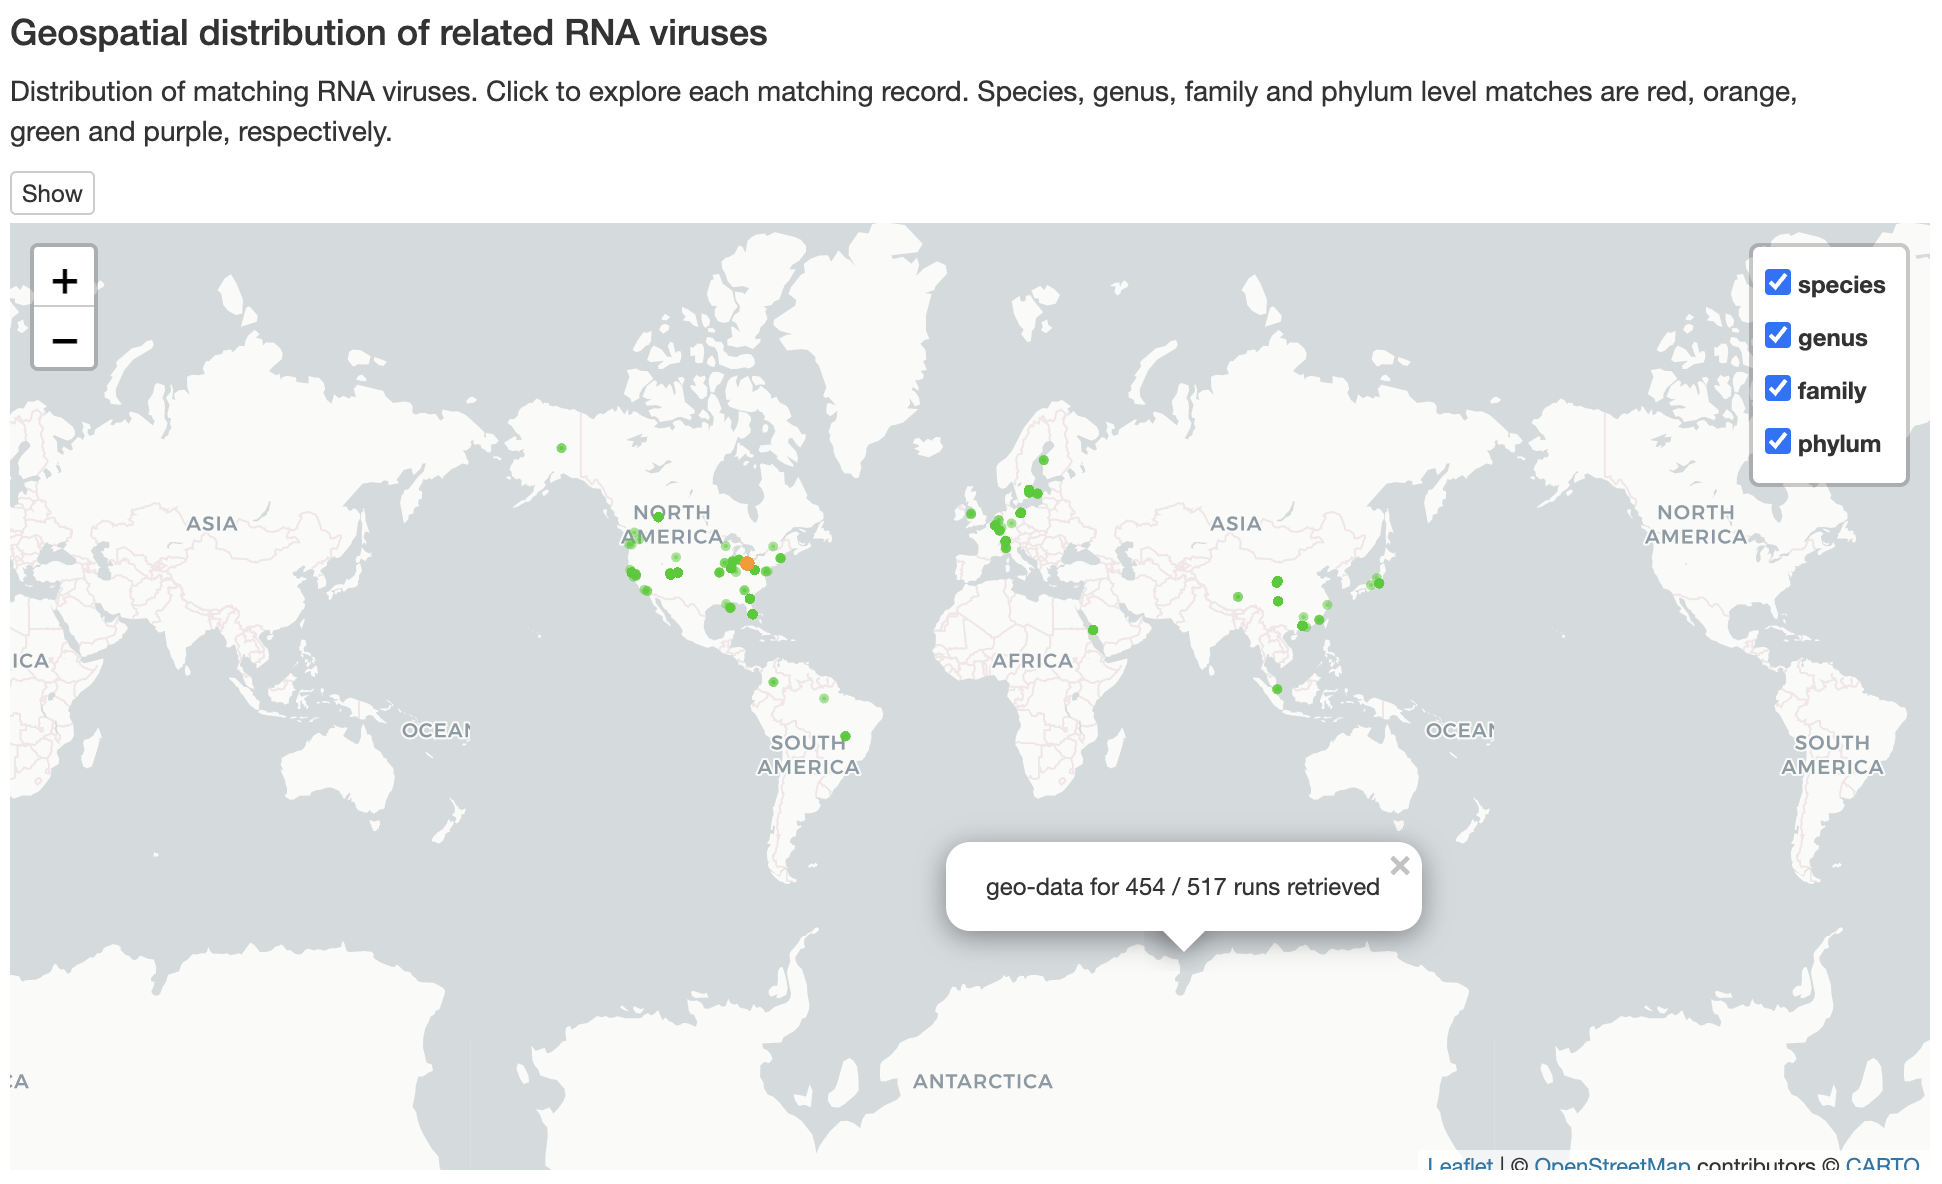 Geospatial distribution of related RNA viruses
Distribution of matching RNA viruses. Click to explore each matching record. Species, genus, family and phylum level matches are red, orange,
green and purple, respectively.
Show
+
−
species
genus
family
phylum
ASIA
NORTH
AMERICA
ASIA
NORTH
AMERICA
ICA
AFRICA
OCEAN
SOUTH
AMERICA
OCEAN
SOUTH
AMERICA
geo-data for 454 / 517 runs retrieved
×
CA
ANTARCTICA
Leaflet | © OpenStreetMap contributors © CARTO